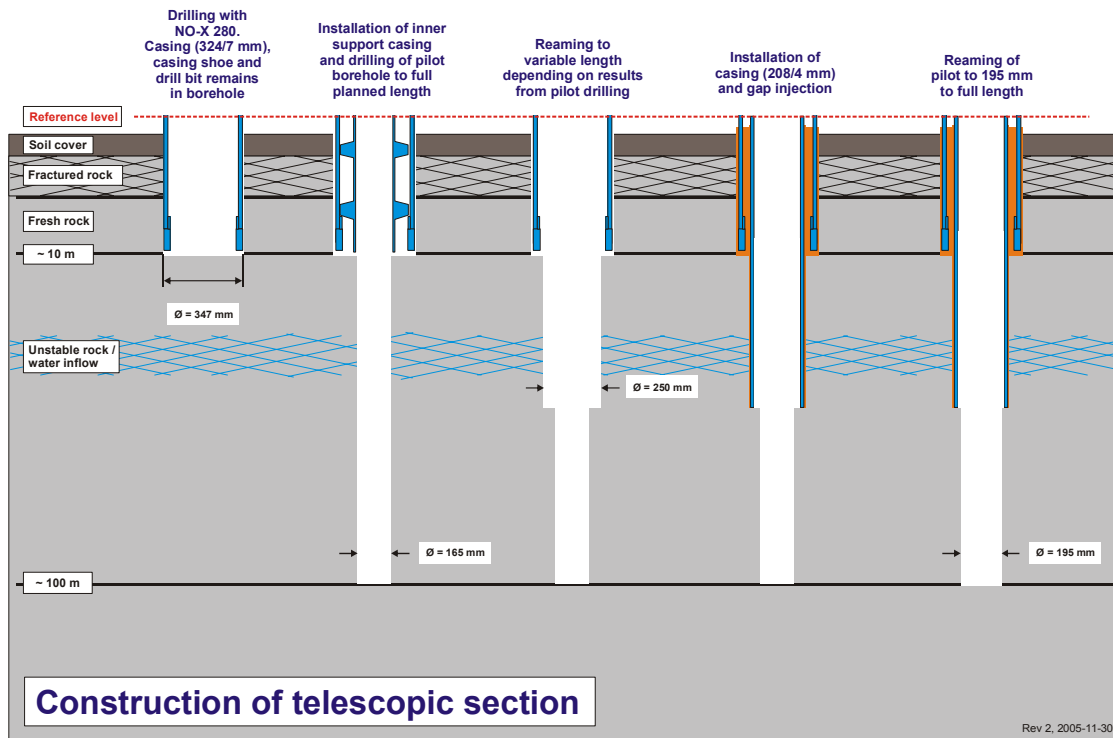 Drilling with
NO-X 280.
Casing (324/7 mm),
casing shoe and
drill bit remains
in borehole
Installation of inner
support casing
and drilling of pilot
borehole to full
planned length
Reaming to
variable length
depending on results
from pilot drilling
Installation of
casing (208/4 mm)
and gap injection
Reaming of
pilot to 195 mm
to full length
Reference level
Soil cover
Fractured rock
Fresh rock
~ 10 m
Ø = 347 mm
Unstable rock /
water inflow
Ø = 250 mm
Ø = 165 mm
Ø = 195 mm
~ 100 m
Construction of telescopic section
Rev 2, 2005-11-30